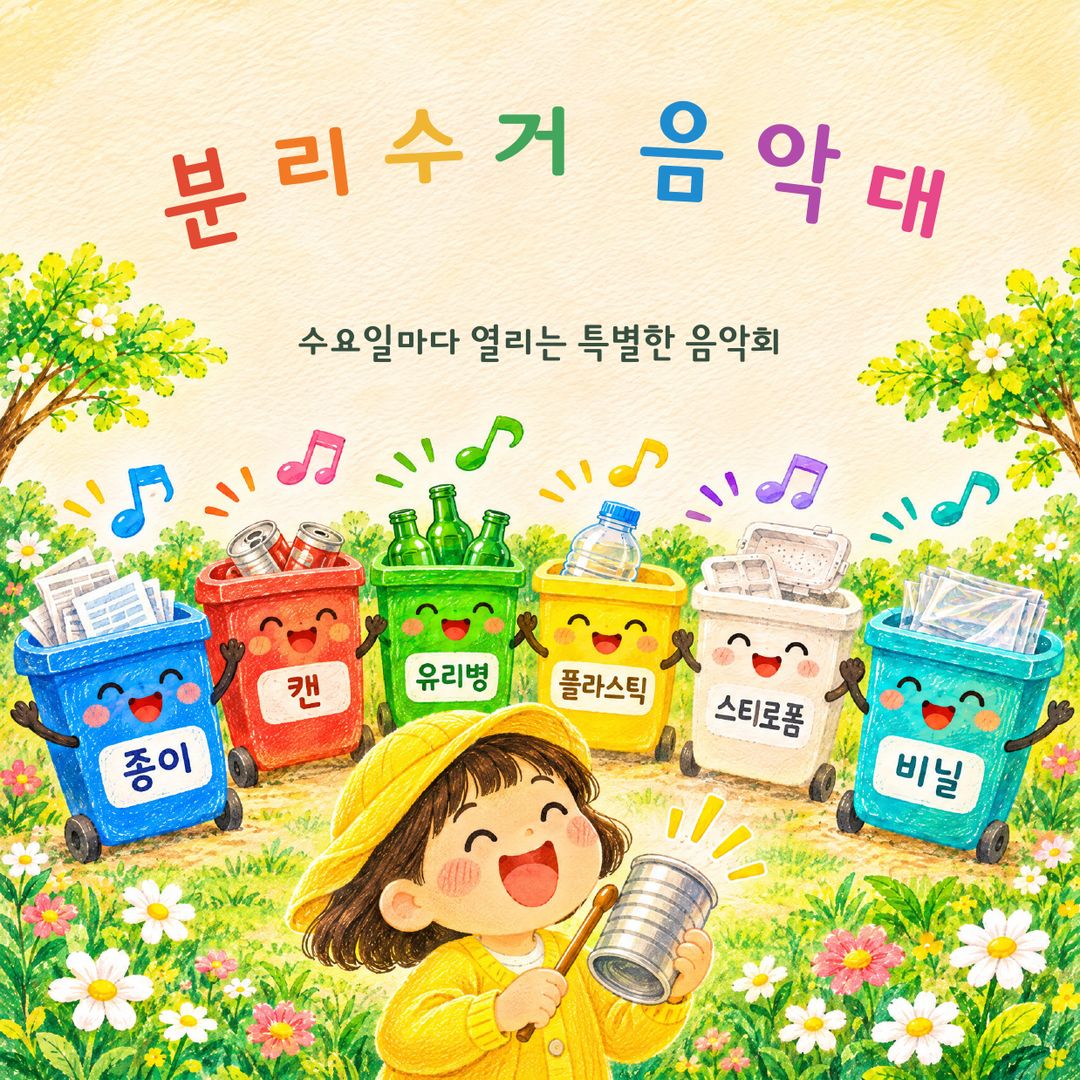 분리수거 음악대
수요일마다 열리는 특별한 음악회
종이
캔
유리병
플라스틱
스티로폼
비닐